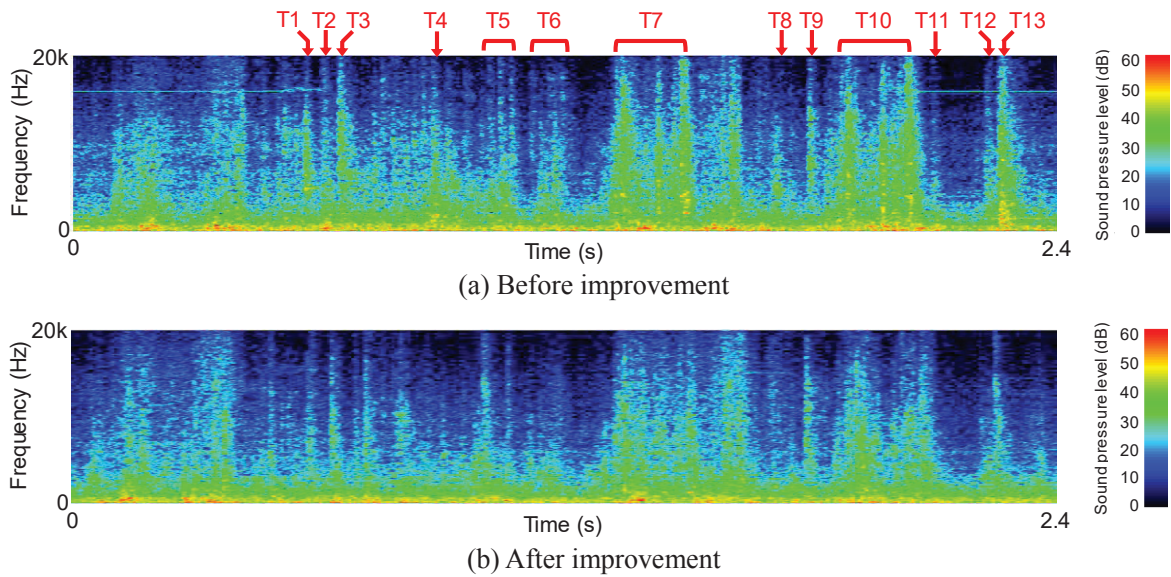 T1 T2 T3 T4 T5 T6 T7 T8 T9 T10 T11 T12 T13
20k
Frequency (Hz)
0
0
Time (s)
2.4
Sound pressure level (dB)
60
50
40
30
20
10
0
(a) Before improvement
20k
Frequency (Hz)
0
0
Time (s)
2.4
Sound pressure level (dB)
60
50
40
30
20
10
0
(b) After improvement